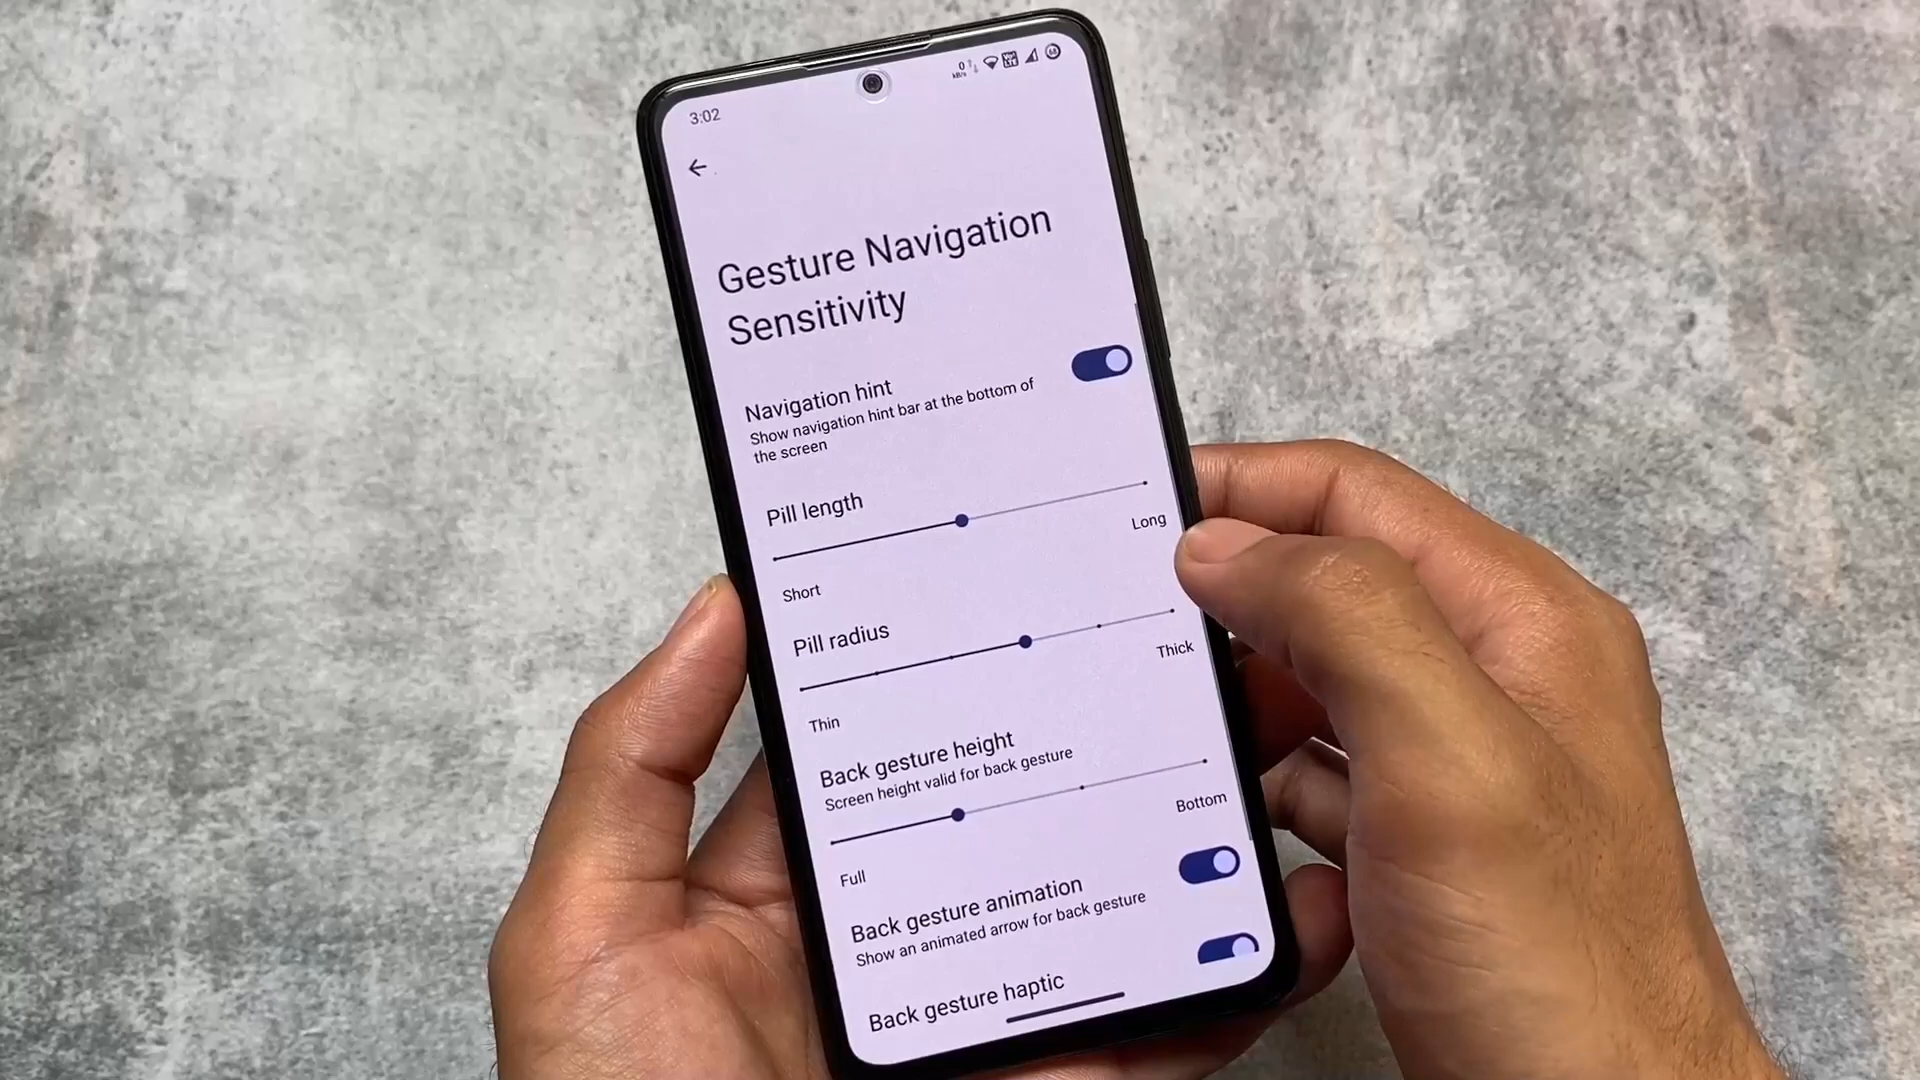 3:02
0
kB/s
Gesture Navigation
Sensitivity
Navigation hint
Show navigation hint bar at the bottom of
the screen
Pill length
Short
Long
Pill radius
Thin
Thick
Back gesture height
Screen height valid for back gesture
Full
Bottom
Back gesture animation
Show an animated arrow for back gesture
Back gesture haptic